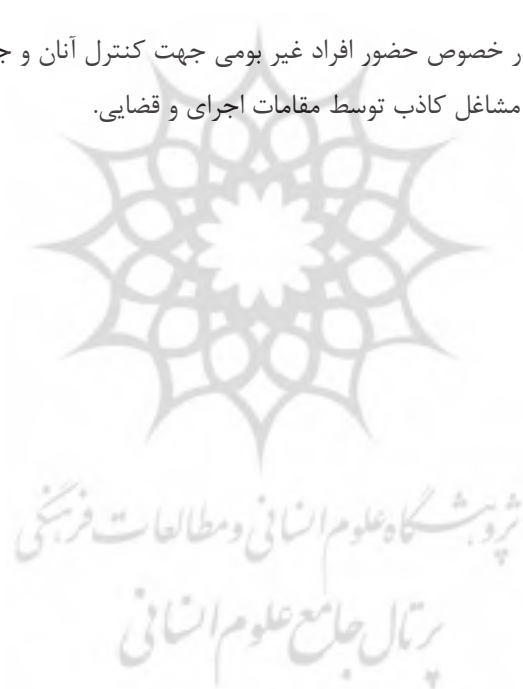 ر خصوص حضور افراد غیر بومی جهت کنترل آنان و ج
مشاغل کاذب توسط مقامات اجرای و قضایی.
پژوهشگاه علوم انسانی و مطالعات فرهنگی
پرتال جامع علوم انسانی